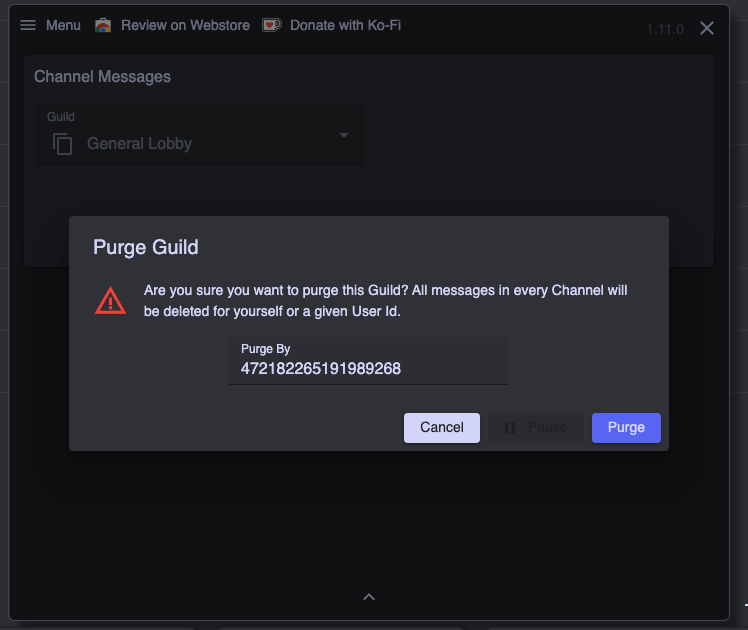 Menu Review on Webstore Donate with Ko-Fi 1.11.0
Channel Messages
Guild
General Lobby
Purge Guild
Are you sure you want to purge this Guild? All messages in every Channel will
be deleted for yourself or a given User Id.
Purge By
472182265191989268
Cancel Pause Purge